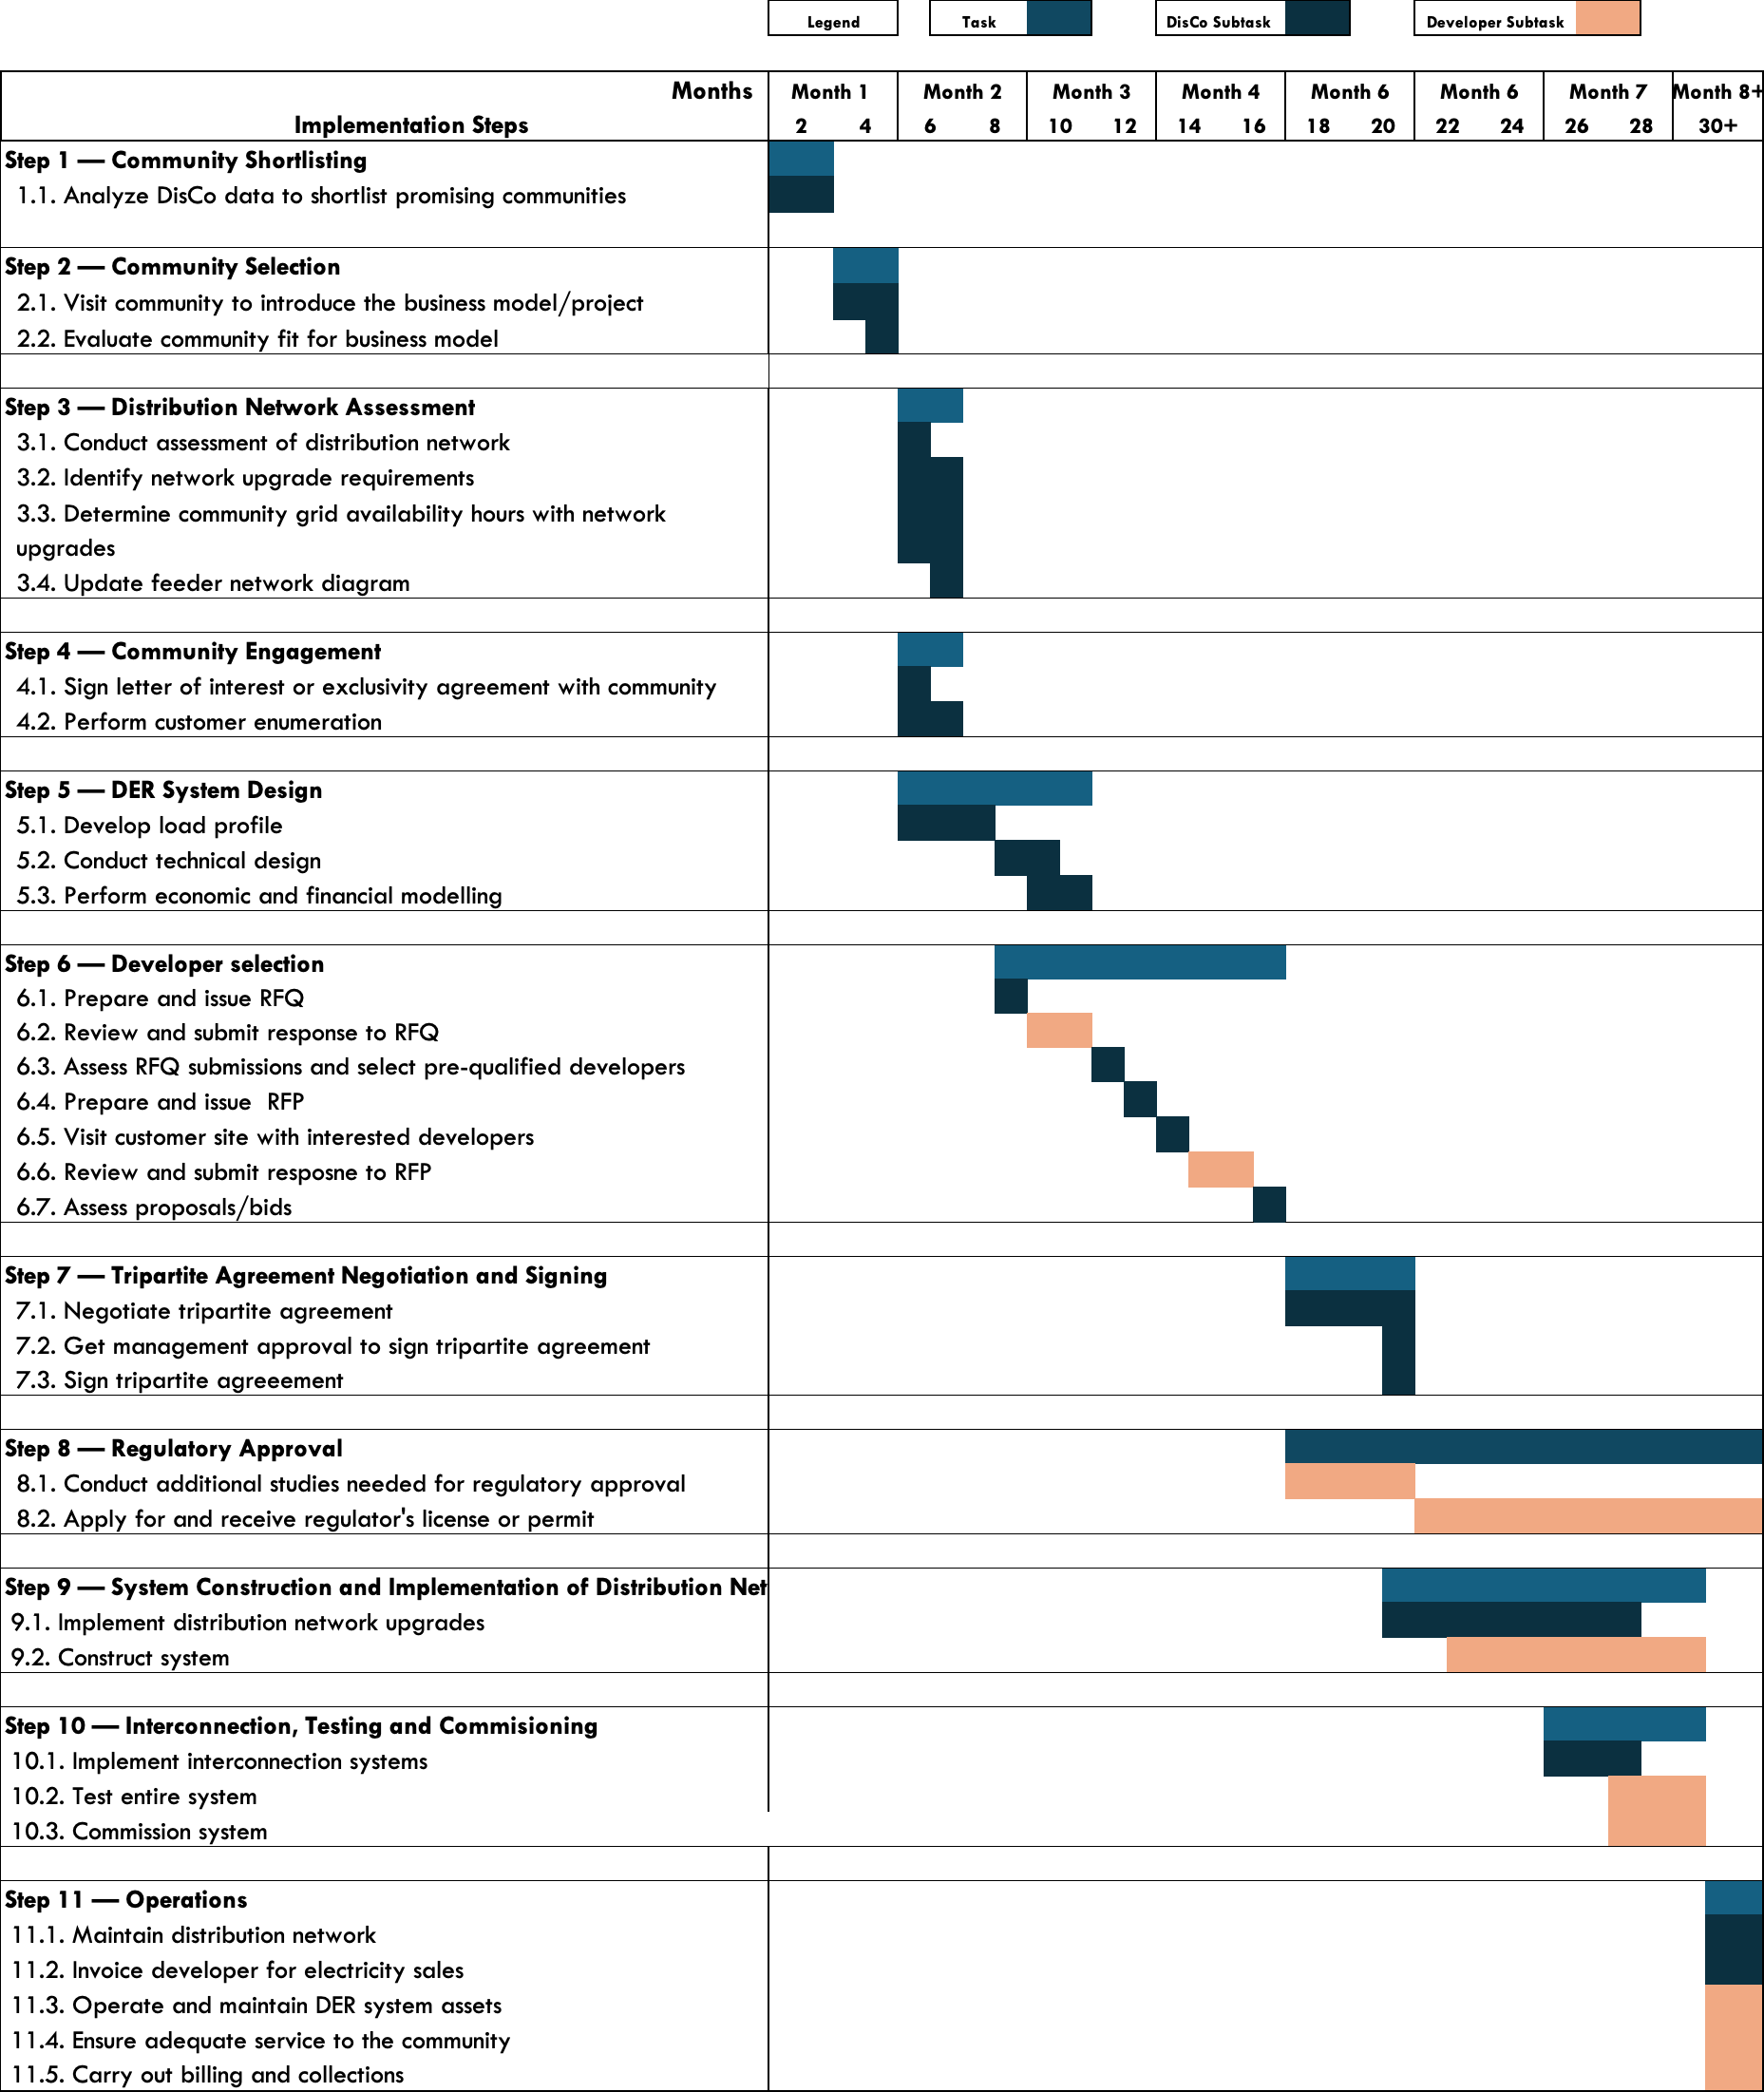 Legend Task DisCo Subtask Developer Subtask
Months Month 1 Month 2 Month 3 Month 4 Month 6 Month 6 Month 7 Month 8+
Implementation Steps 2 4 6 8 10 12 14 16 18 20 22 24 26 28 30+
Step 1 — Community Shortlisting
1.1. Analyze DisCo data to shortlist promising communities
Step 2 — Community Selection
2.1. Visit community to introduce the business model/project
2.2. Evaluate community fit for business model
Step 3 — Distribution Network Assessment
3.1. Conduct assessment of distribution network
3.2. Identify network upgrade requirements
3.3. Determine community grid availability hours with network
upgrades
3.4. Update feeder network diagram
Step 4 — Community Engagement
4.1. Sign letter of interest or exclusivity agreement with community
4.2. Perform customer enumeration
Step 5 — DER System Design
5.1. Develop load profile
5.2. Conduct technical design
5.3. Perform economic and financial modelling
Step 6 — Developer selection
6.1. Prepare and issue RFQ
6.2. Review and submit response to RFQ
6.3. Assess RFQ submissions and select pre-qualified developers
6.4. Prepare and issue  RFP
6.5. Visit customer site with interested developers
6.6. Review and submit resposne to RFP
6.7. Assess proposals/bids
Step 7 — Tripartite Agreement Negotiation and Signing
7.1. Negotiate tripartite agreement
7.2. Get management approval to sign tripartite agreement
7.3. Sign tripartite agreeement
Step 8 — Regulatory Approval
8.1. Conduct additional studies needed for regulatory approval
8.2. Apply for and receive regulator's license or permit
Step 9 — System Construction and Implementation of Distribution Net
9.1. Implement distribution network upgrades
9.2. Construct system
Step 10 — Interconnection, Testing and Commisioning
10.1. Implement interconnection systems
10.2. Test entire system
10.3. Commission system
Step 11 — Operations
11.1. Maintain distribution network
11.2. Invoice developer for electricity sales
11.3. Operate and maintain DER system assets
11.4. Ensure adequate service to the community
11.5. Carry out billing and collections